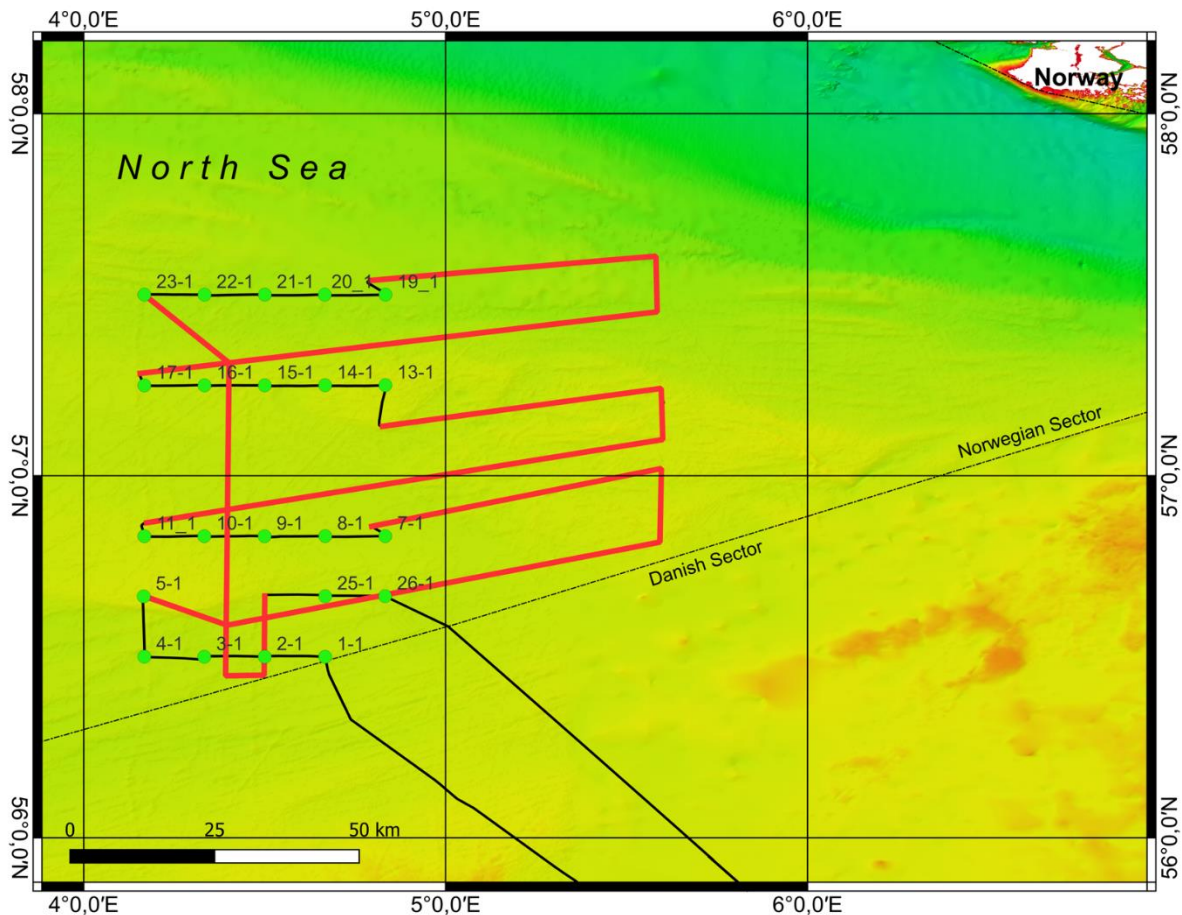 4°0,0′E 5°0,0′E 6°0,0′E
Norway
58°0,0′N 58°0,0′N
North Sea
23-1 22-1 21-1 20_1 19_1
17-1 16-1 15-1 14-1 13-1
Norwegian Sector
57°0,0′N 57°0,0′N
11_1 10-1 9-1 8-1 7-1
Danish Sector
5-1 25-1 26-1
4-1 3-1 2-1 1-1
0 25 50 km
56°0,0′N 56°0,0′N
4°0,0′E 5°0,0′E 6°0,0′E